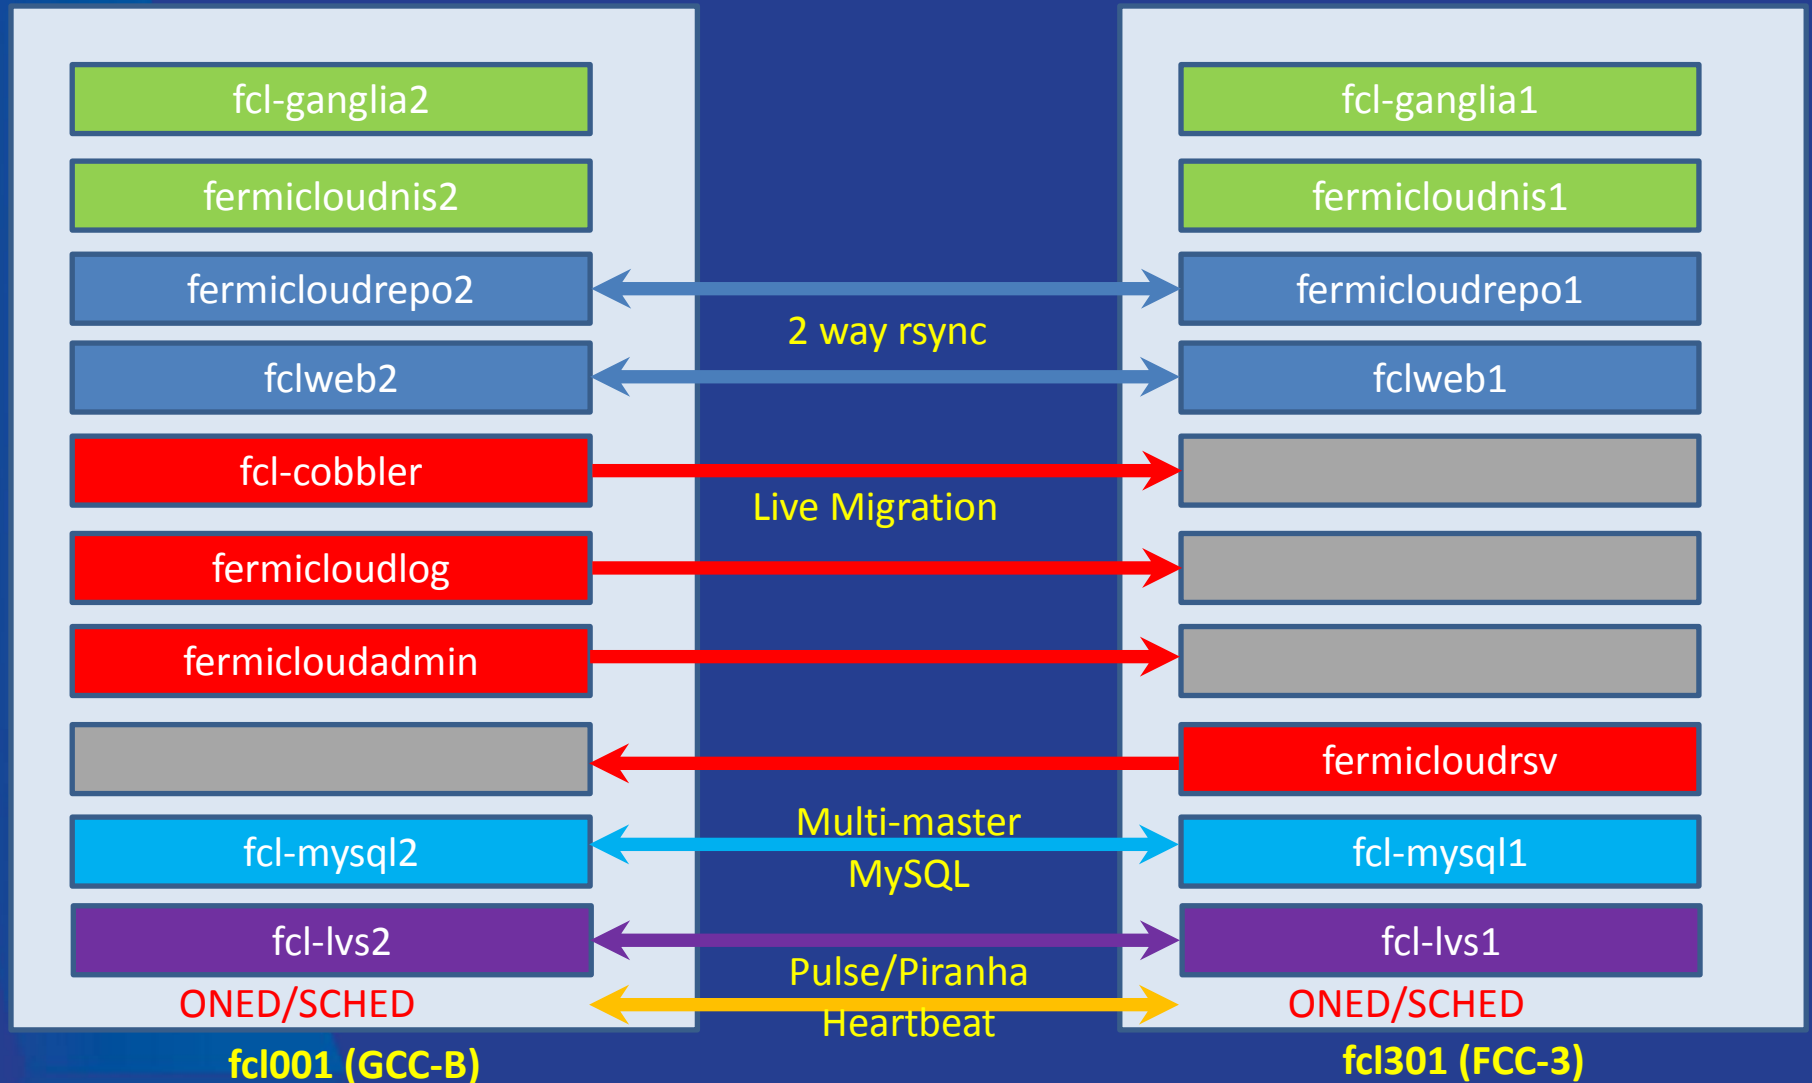 fcl-ganglia2
fcl-ganglia1
fermicloudnis2
fermicloudnis1
fermicloudrepo2
fermicloudrepo1
2 way rsync
fclweb2
fclweb1
fcl-cobbler
Live Migration
fermicloudlog
fermicloudadmin
fermicloudrsv
Multi-master
MySQL
fcl-mysql2
fcl-mysql1
fcl-lvs2
fcl-lvs1
Pulse/Piranha
Heartbeat
ONED/SCHED
ONED/SCHED
fcl001 (GCC-B)
fcl301 (FCC-3)